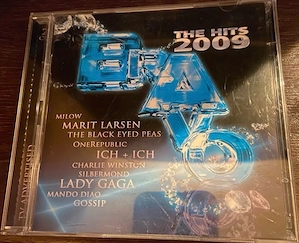 THE HITS
2009
BRAVO
MILOW
MARIT LARSEN
THE BLACK EYED PEAS
ONEREPUBLIC
ICH + ICH
CHARLIE WINSTON
SILBERMOND
LADY GAGA
MANDO DIAO
GOSSIP
TV ADVERTISED